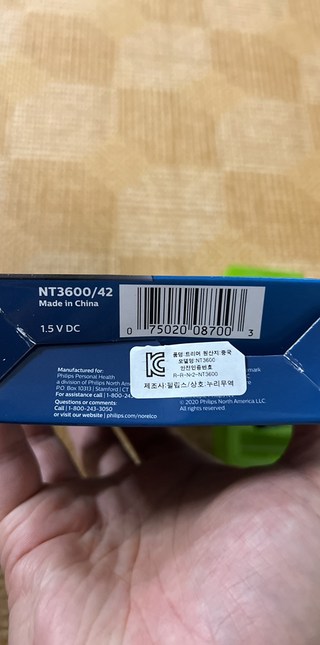 NT3600/42
Made in China
1.5 V DC
0 75020 08700 3
품명:트리머 원산지:중국
모델명:NT3600
안전인증번호
R-R-Nr2-NT3600
제조사:필립스/상호:누리무역
Manufactured for:
Philips Personal Health
a division of Philips North Am
P.O. Box 10313 | Stamford | CT
For assistance call | 1-800-24
Questions or comments:
Call | 1-800-243-3050
or visit our website | philips.com/norelco
mark
© 2020 Philips North America LLC.
All rights reserved.